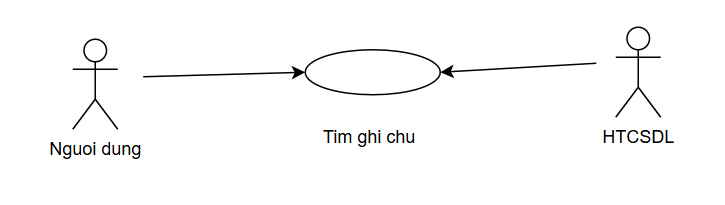 Tim ghi chu
HTCSDL
Nguoi dung